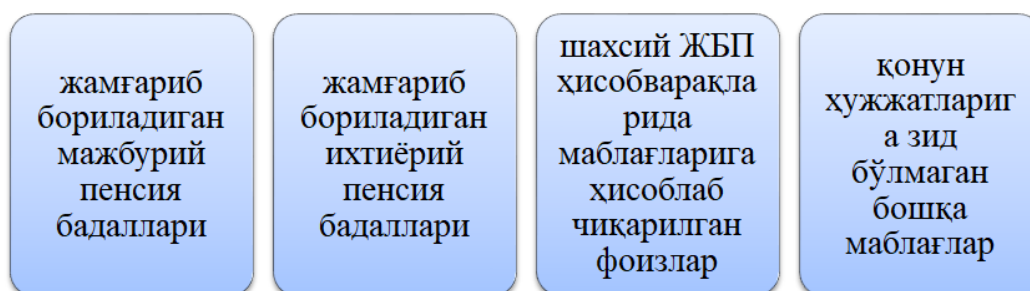 жамғариб
бориладиган
мажбурий
пенсия
бадаллари
жамғариб
бориладиган
ихтиёрий
пенсия
бадаллари
шахсий ЖБП
ҳисобварақла
рида
маблағларига
ҳисоблаб
чиқарилган
фоизлар
қонун
ҳужжатлариг
а зид
бўлмаган
бошқа
маблағлар